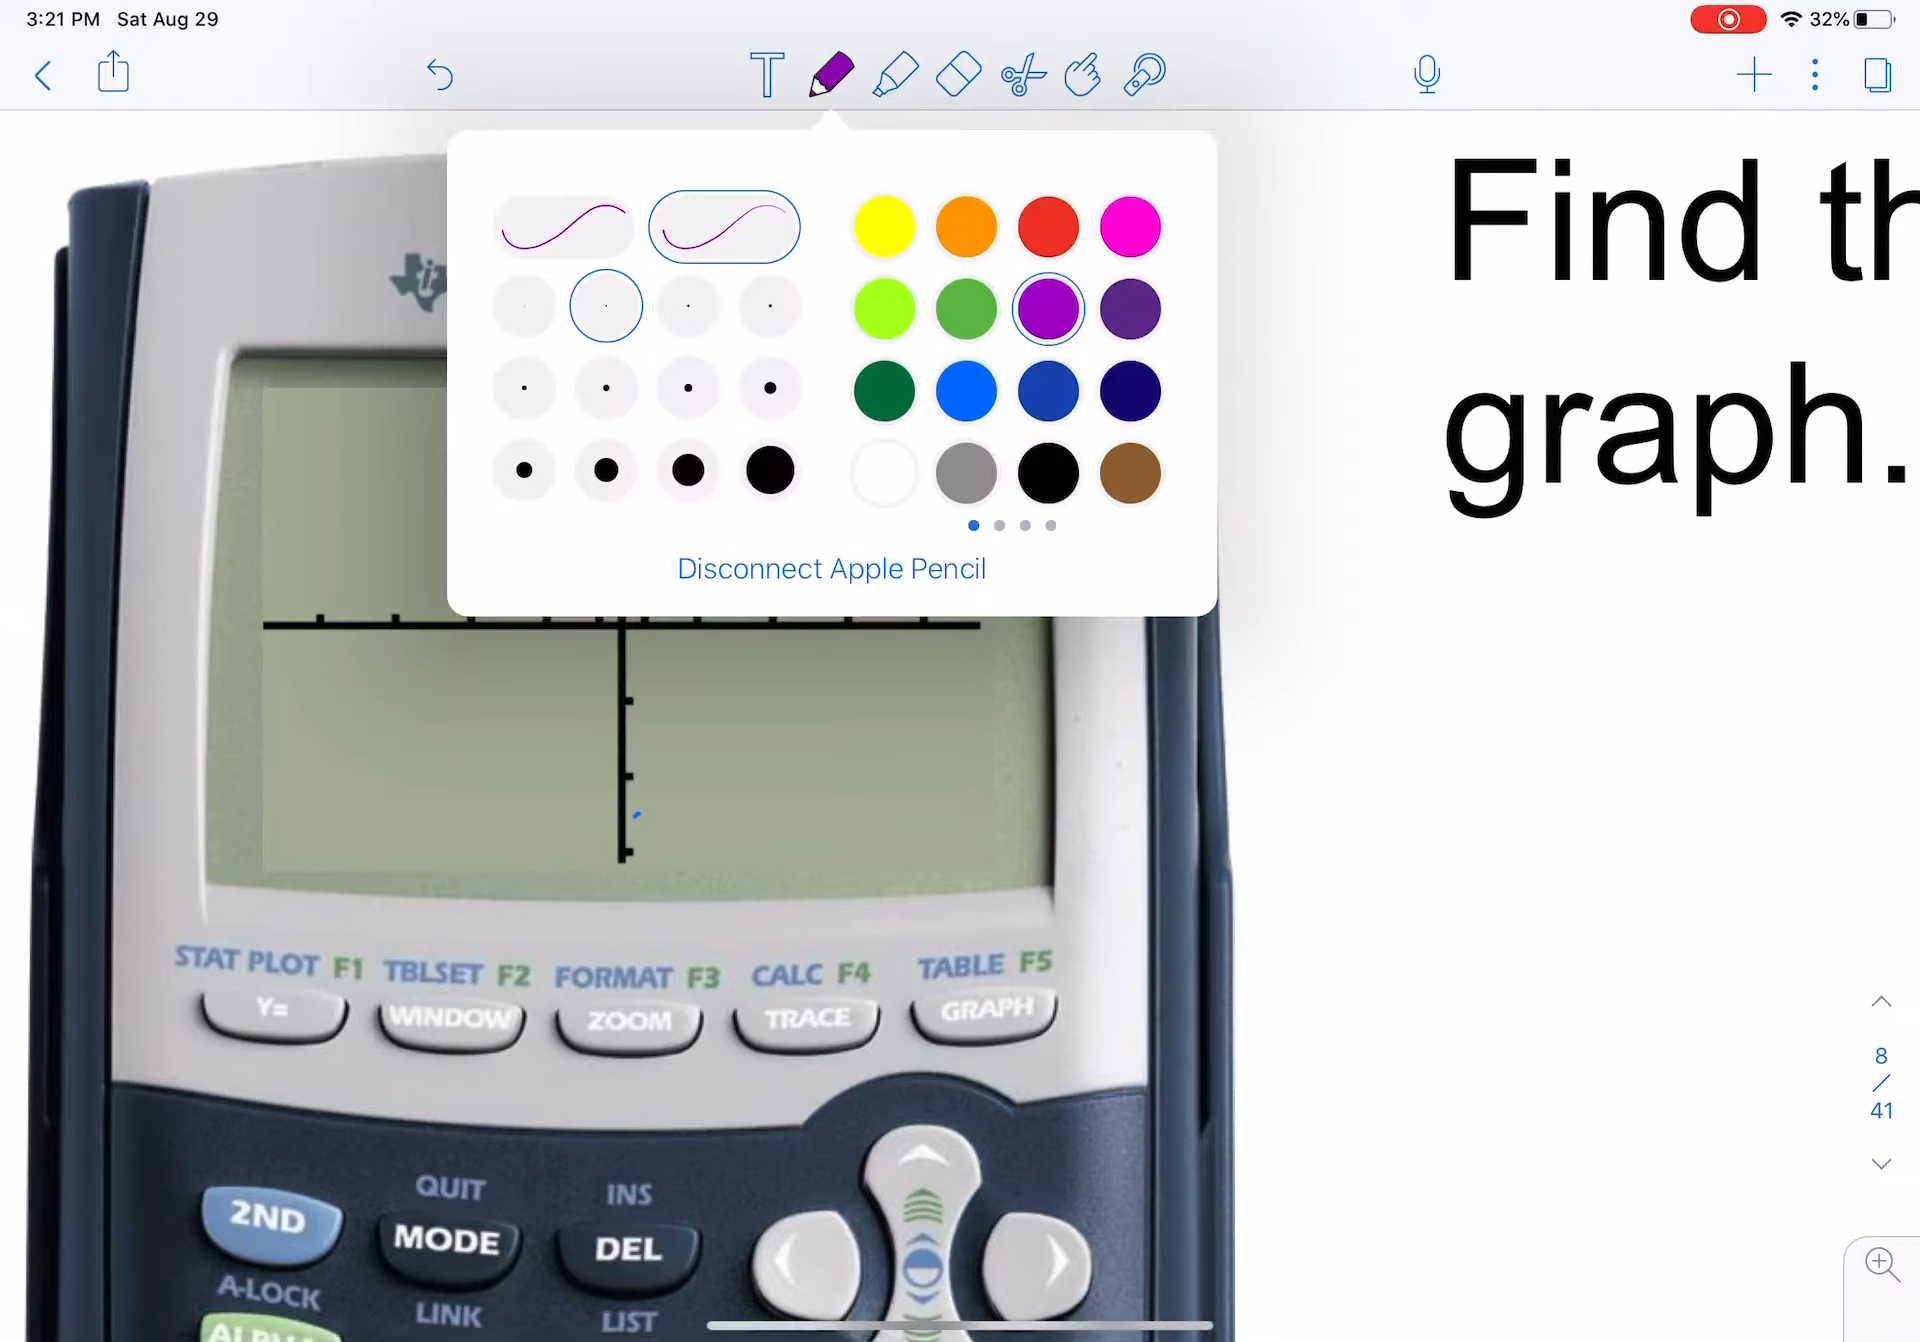 3:21 PM Sat Aug 29
32%
T
Find th
graph.
Disconnect Apple Pencil
STAT PLOT F1 TBLSET F2 FORMAT F3 CALC F4 TABLE F5
Y= WINDOW ZOOM TRACE GRAPH
8
/
41
QUIT INS
2ND MODE DEL
A-LOCK LINK LIST
ALPHA